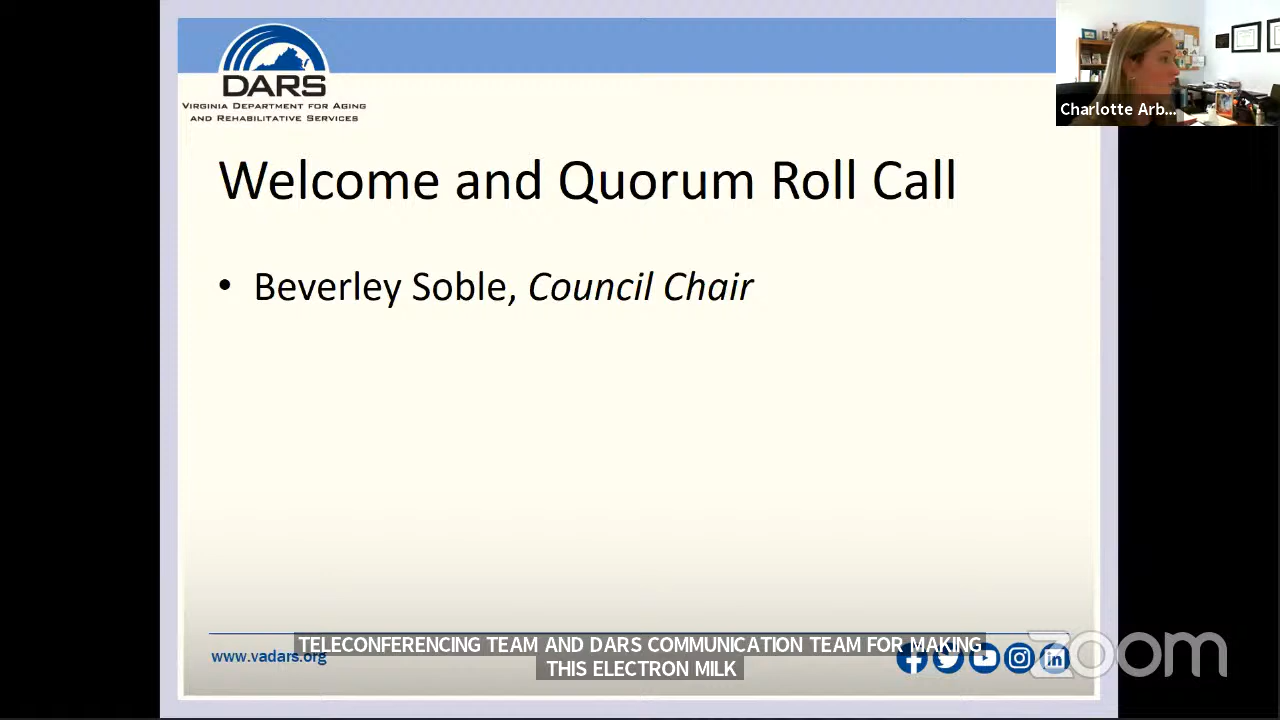 DARS
VIRGINIA DEPARTMENT FOR AGING
AND REHABILITATIVE SERVICES
Charlotte Arb...
Welcome and Quorum Roll Call
• Beverley Soble, Council Chair
TELECONFERENCING TEAM AND DARS COMMUNICATION TEAM FOR MAKING
THIS ELECTRON MILK
www.vadars.org
zoom